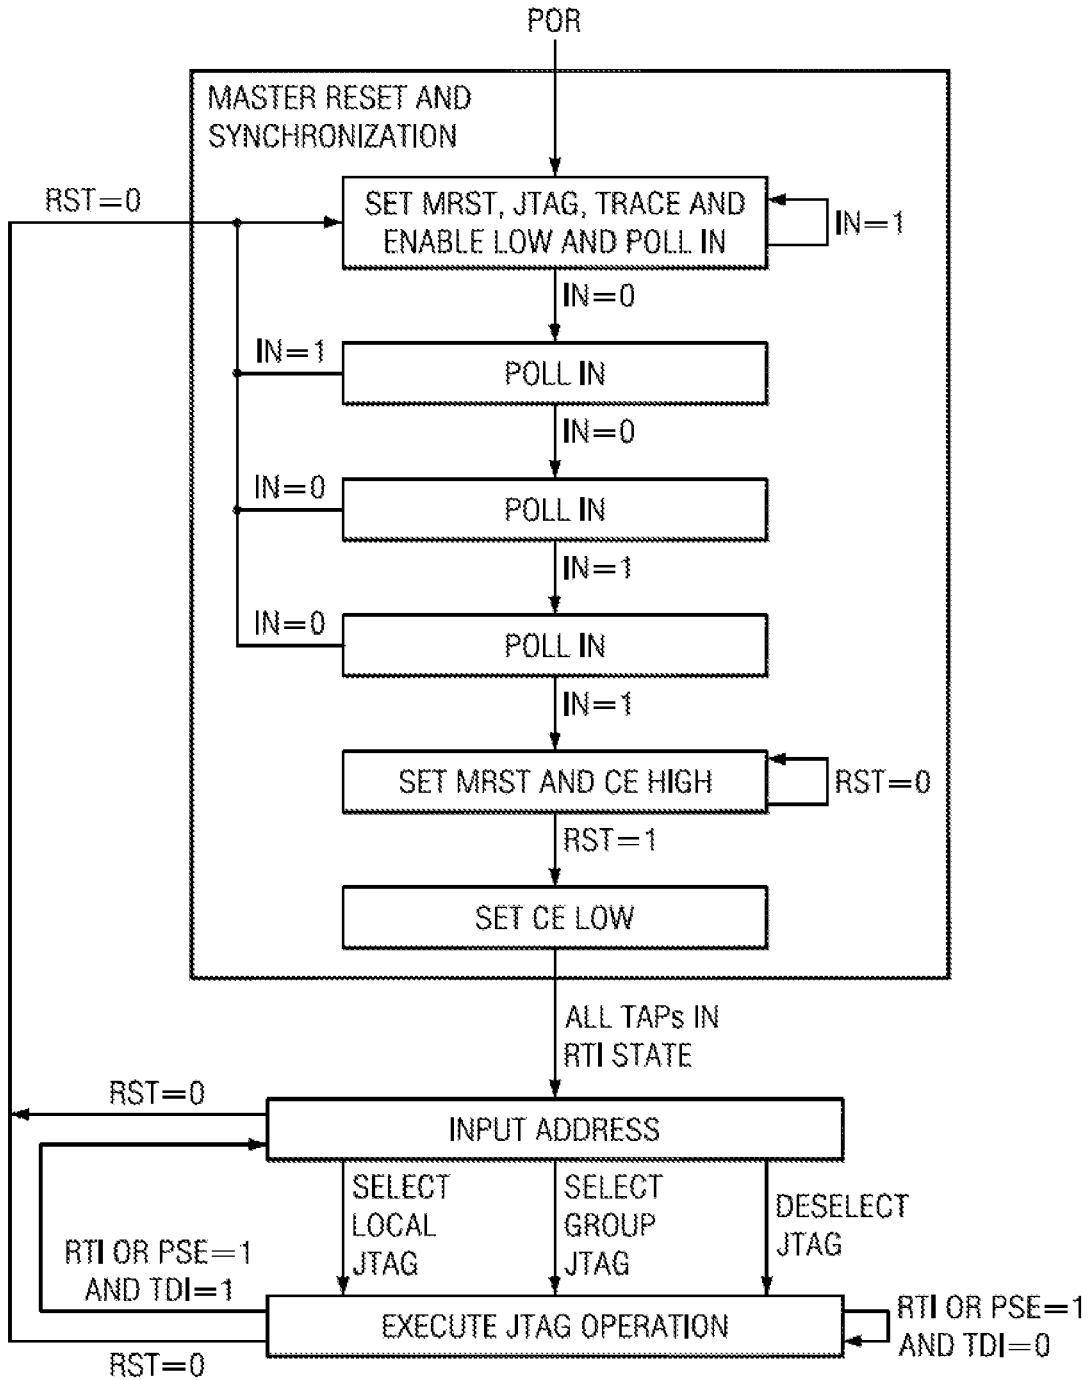 POR
MASTER RESET AND
SYNCHRONIZATION
RST=0
SET MRST, JTAG, TRACE AND
ENABLE LOW AND POLL IN
IN=1
IN=0
IN=1
POLL IN
IN=0
IN=0
POLL IN
IN=1
IN=0
POLL IN
IN=1
SET MRST AND CE HIGH
RST=0
RST=1
SET CE LOW
ALL TAPs IN
RTI STATE
RST=0
INPUT ADDRESS
SELECT
LOCAL
JTAG
SELECT
GROUP
JTAG
DESELECT
JTAG
RTI OR PSE=1
AND TDI=1
EXECUTE JTAG OPERATION
RTI OR PSE=1
AND TDI=0
RST=0